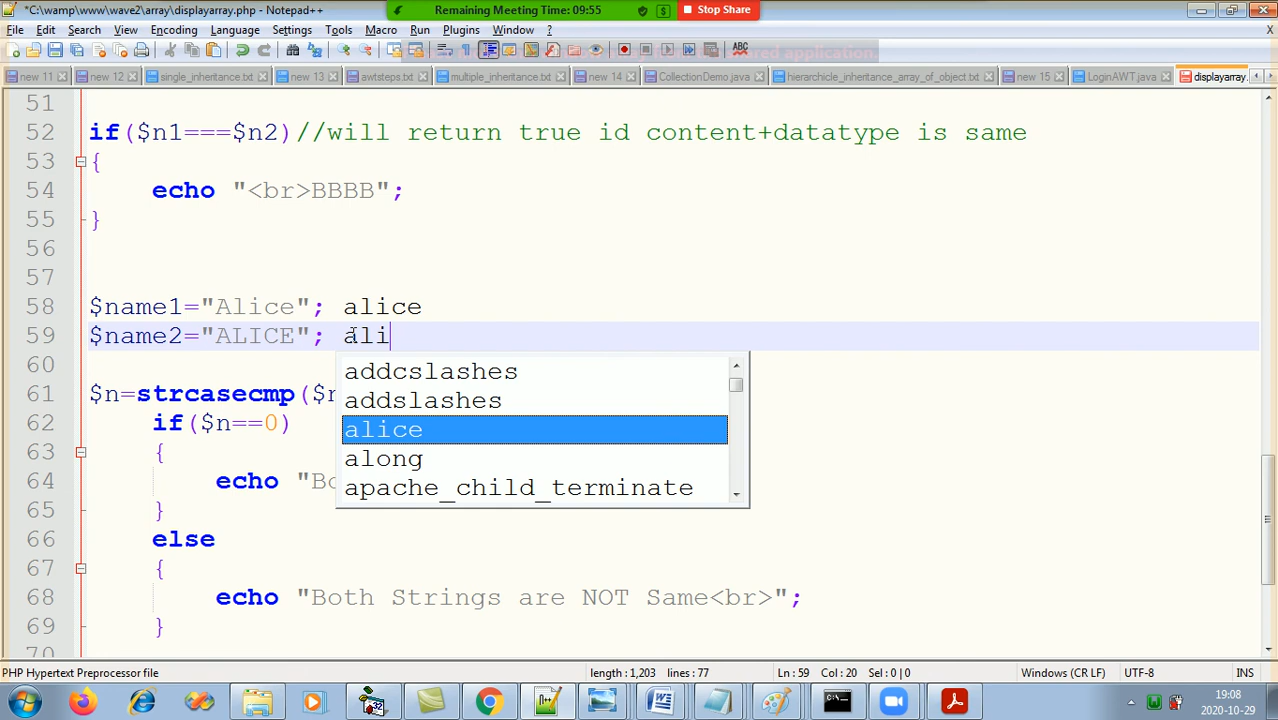 *C:\wamp\www\wave2\array\displayarray.php - Notepad++
Remaining Meeting Time: 09:55
Stop Share
File Edit Search View Encoding Language Settings Tools Macro Run Plugins Window ?
X
new 11 new 12 single_inheritance.txt new 13 awtsteps.txt multiple_inheritance.txt new 14 CollectionDemo.java hierarchicle_inheritance_array_of_object.txt new 15 LoginAWT.java displayarray.
51
52 if($n1===$n2)//will return true id content+datatype is same
53 {
54 echo "<br>BBBB";
55 }
56
57
58 $name1="Alice"; alice
59 $name2="ALICE"; ali
60
addcslashes
addslashes
alice
along
apache_child_terminate
61 $n=strcasecmp($n
62 if($n==0)
63 {
64 echo "Bo
65 }
66 else
67 {
68 echo "Both Strings are NOT Same<br>";
69 }
70
PHP Hypertext Preprocessor file length : 1,203 lines : 77 Ln : 59 Col : 20 Sel : 0 | 0 Windows (CR LF) UTF-8 INS
19:08
2020-10-29